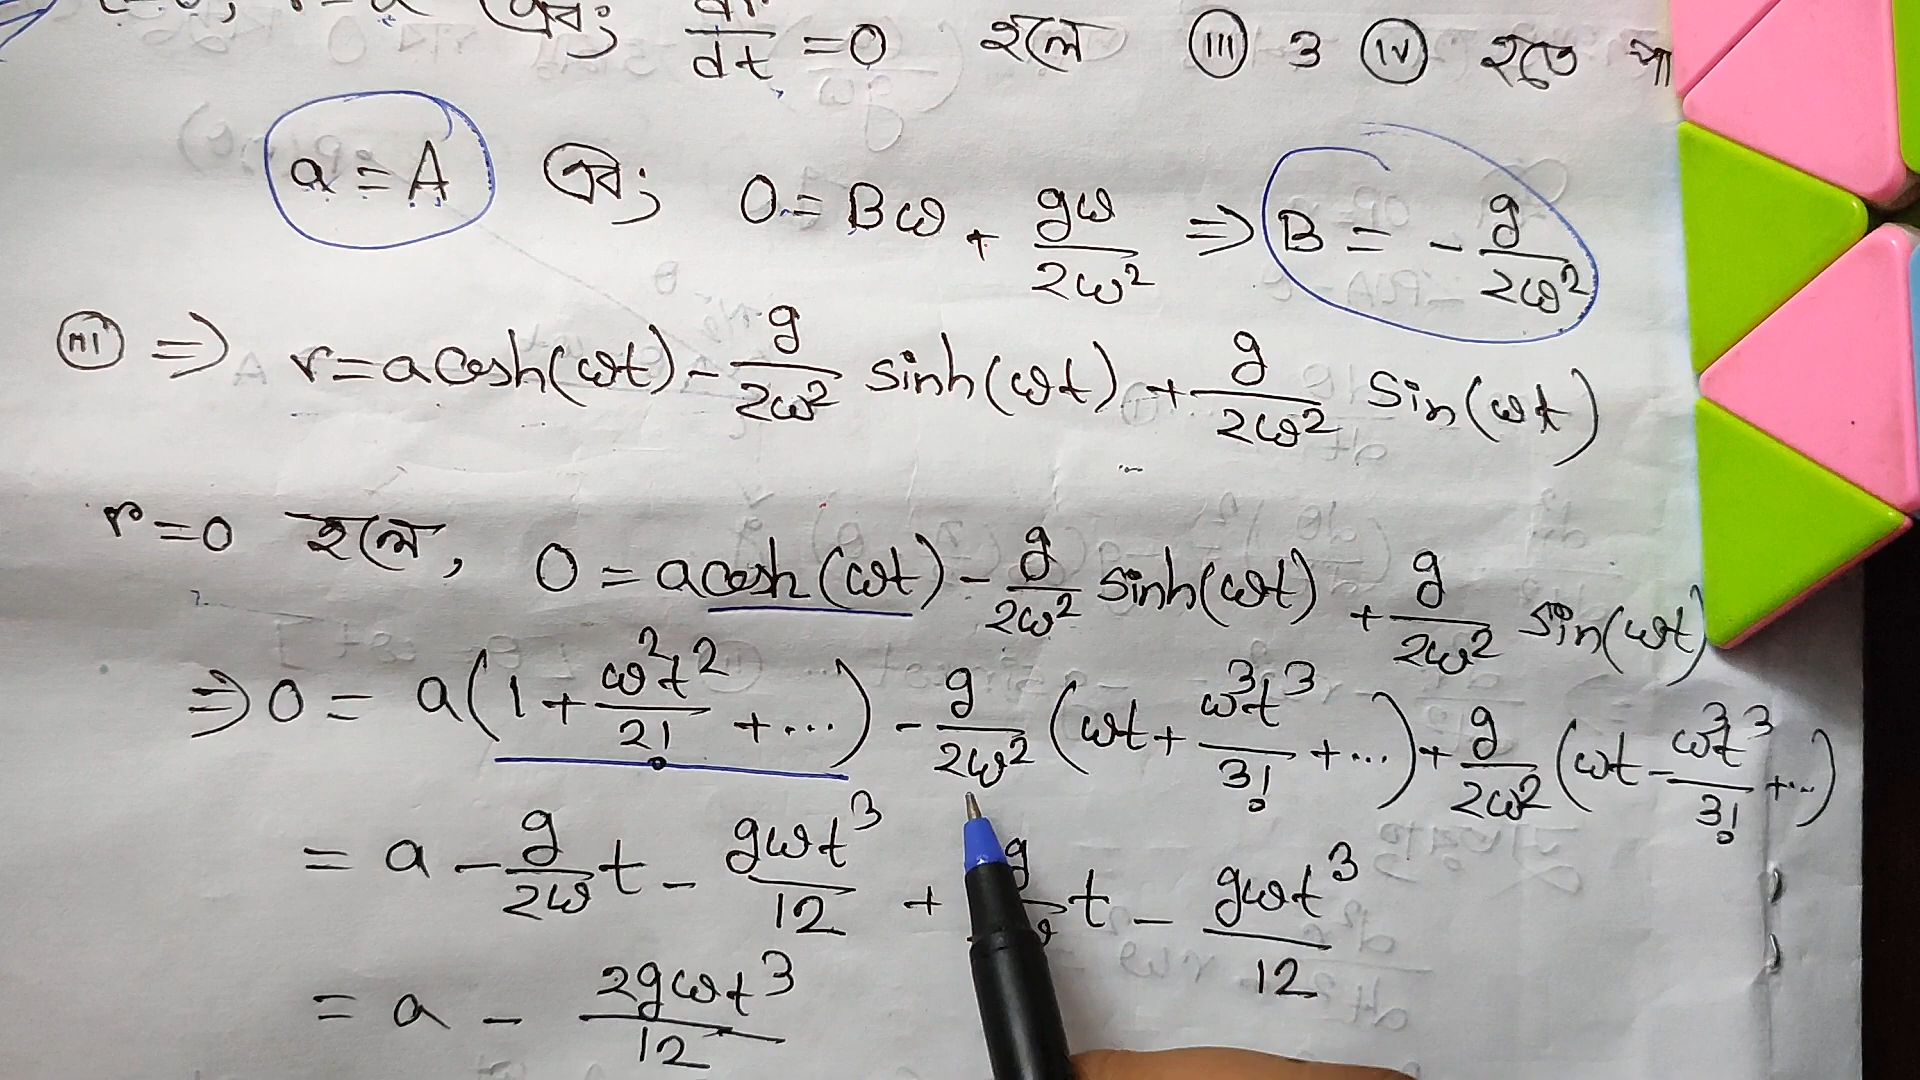 dt = 0 হলে (III) ও (IV) হতে পা
a = A এবং; 0 = Bω + gω/2ω² ⇒ B = - g/2ω²
(III) ⇒ r = a cosh(ωt) - g/2ω² sinh(ωt) + g/2ω² Sin(ωt)
r = 0 হলে, 0 = a cosh(ωt) - g/2ω² sinh(ωt) + g/2ω² sin(ωt)
⇒ 0 = a(1 + ω²t²/2! + ...) - g/2ω² (ωt + ω³t³/3! + ...) + g/2ω² (ωt - ω³t³/3! + ...)
= a - g/2ω t - gωt³/12 + g t - gωt³/12
= a - 2gωt³/12